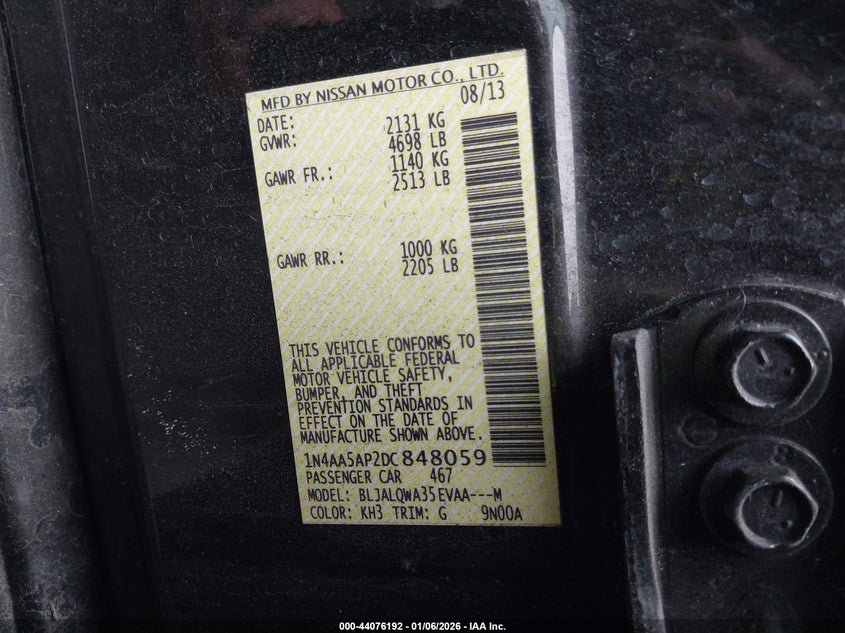 MFD BY NISSAN MOTOR CO., LTD.
DATE: 08/13
GVWR: 2131 KG
4698 LB
GAWR FR.: 1140 KG
2513 LB
GAWR RR.: 1000 KG
2205 LB
THIS VEHICLE CONFORMS TO
ALL APPLICABLE FEDERAL
MOTOR VEHICLE SAFETY,
BUMPER, AND THEFT
PREVENTION STANDARDS IN
EFFECT ON THE DATE OF
MANUFACTURE SHOWN ABOVE.
1N4AA5AP2DC848059
PASSENGER CAR 467
MODEL: BLJALQWA35EVAA---M
COLOR: KH3 TRIM: G 9N00A
000-44076192 - 01/06/2026 - IAA Inc.